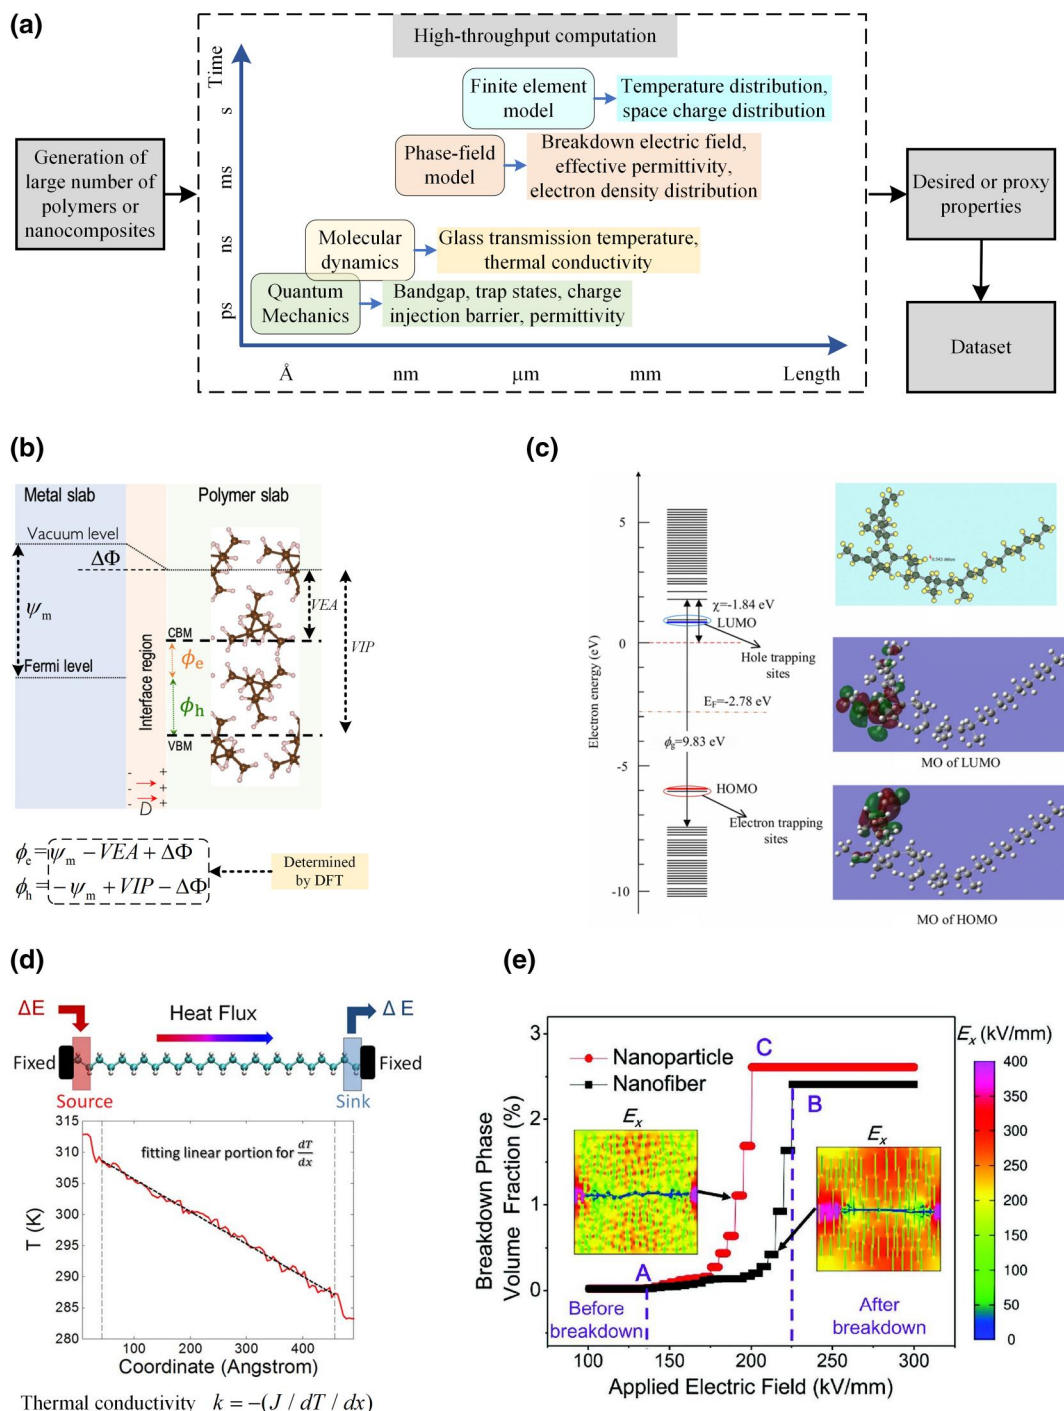 (a)
High-throughput computation
Time
s
ms
ns
ps
Finite element
model
Temperature distribution,
space charge distribution
Phase-field
model
Breakdown electric field,
effective permittivity,
electron density distribution
Generation of
large number of
polymers or
nanocomposites
Desired or proxy
properties
Molecular
dynamics
Glass transmission temperature,
thermal conductivity
Quantum
Mechanics
Bandgap, trap states, charge
injection barrier, permittivity
Dataset
Å nm μm mm Length
(b)
Metal slab
Polymer slab
Vacuum level
ΔΦ
ψm
VEA
VIP
CBM
Fermi level
ϕe
ϕh
Interface region
VBM
- +
- +
- +
D
ϕe=ψm−VEA+ΔΦ
ϕh=−ψm+VIP−ΔΦ
Determined
by DFT
(c)
Electron energy (eV)
5
0
-5
-10
χ=-1.84 eV
LUMO
Hole trapping
sites
EF=-2.78 eV
ϕg=9.83 eV
HOMO
Electron trapping
sites
MO of LUMO
MO of HOMO
(d)
ΔE
Heat Flux
Δ E
Fixed
Fixed
Source
Sink
315
310
305
300
295
290
285
280
T (K)
fitting linear portion for dT/dx
0 100 200 300 400
Coordinate (Angstrom)
Thermal conductivity k=−(J / dT / dx)
(e)
Breakdown Phase
Volume Fraction (%)
3
2
1
0
Nanoparticle
Nanofiber
C
B
A
Ex
Ex
Before
breakdown
After
breakdown
100 150 200 250 300
Applied Electric Field (kV/mm)
Ex (kV/mm)
400
350
300
250
200
150
100
50
0